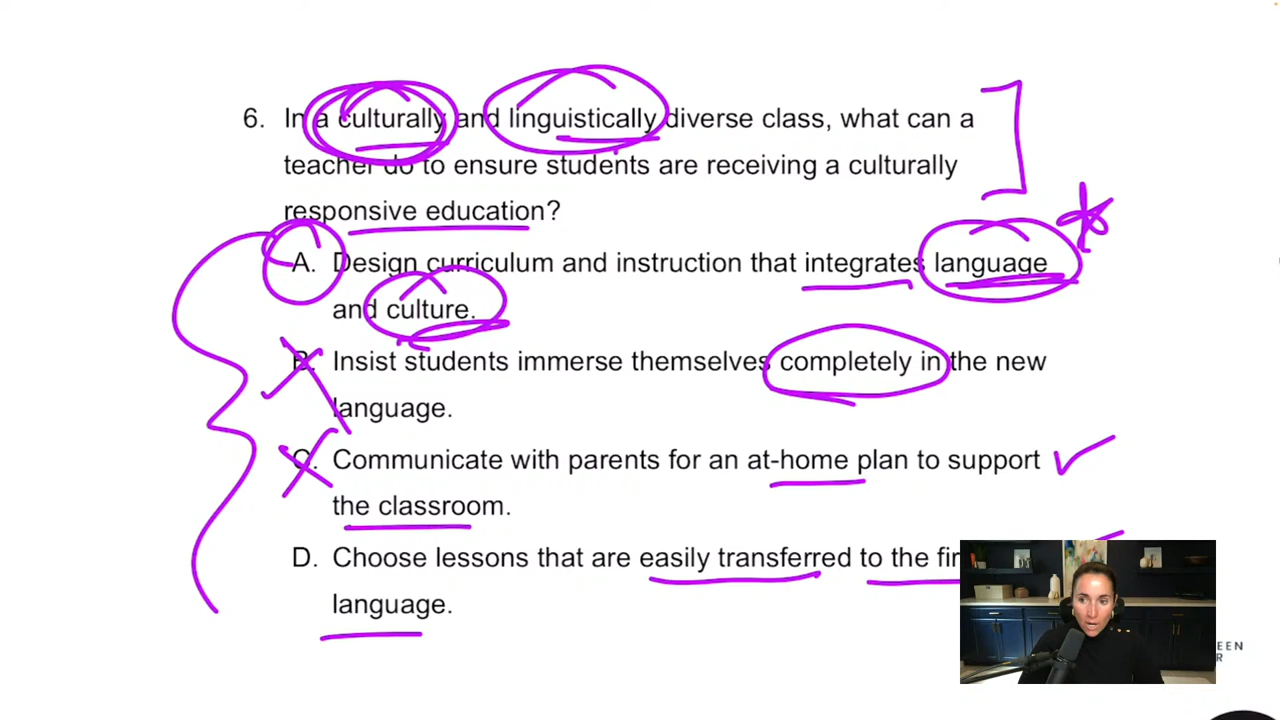 6. In a culturally and linguistically diverse class, what can a
teacher do to ensure students are receiving a culturally
responsive education?
A. Design curriculum and instruction that integrates language
and culture.
B. Insist students immerse themselves completely in the new
language.
C. Communicate with parents for an at-home plan to support
the classroom.
D. Choose lessons that are easily transferred to the
language.